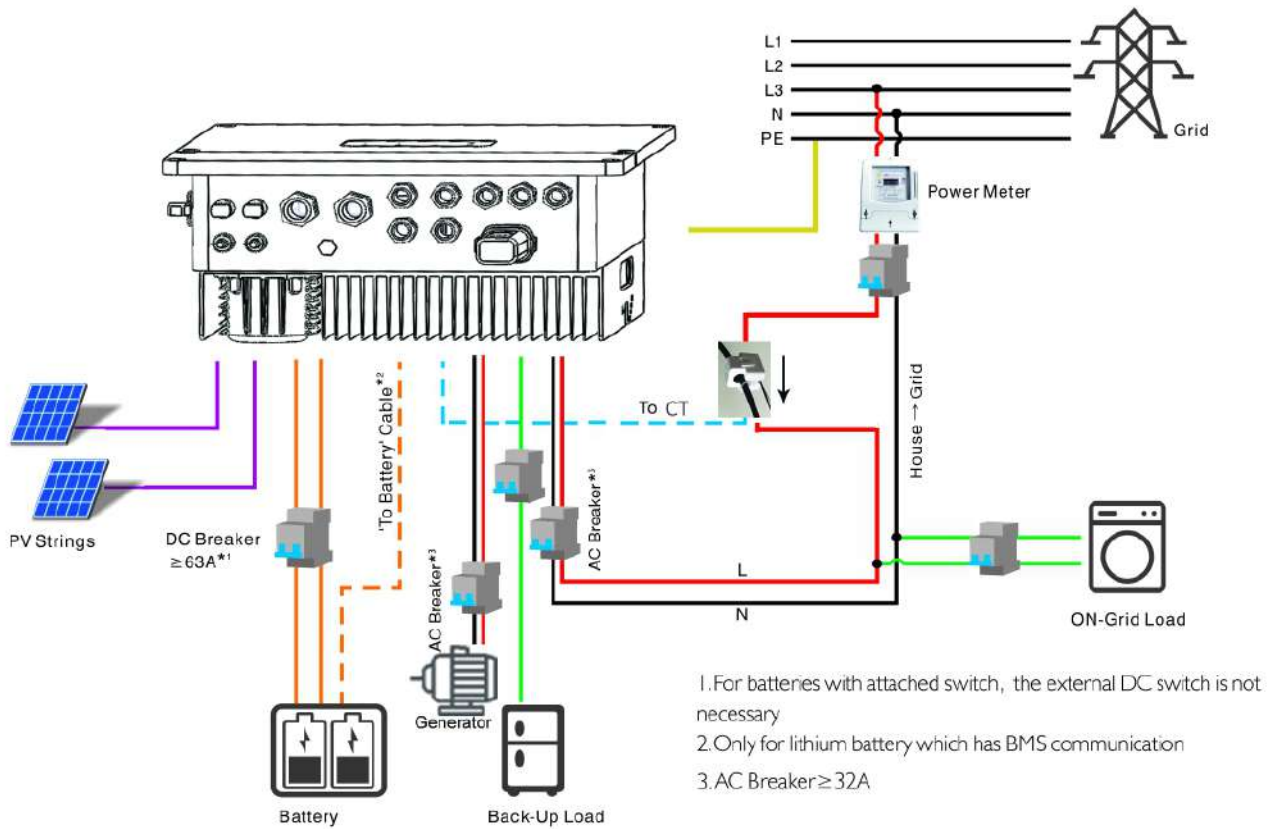 L1
L2
L3
N
PE
Grid
Power Meter
'To Battery' Cable*2
To CT
House → Grid
PV Strings
DC Breaker
≥63A*1
AC Breaker*3
AC Breaker*3
L
N
ON-Grid Load
Generator
Battery
Back-Up Load
1.For batteries with attached switch, the external DC switch is not
necessary
2.Only for lithium battery which has BMS communication
3.AC Breaker≥32A